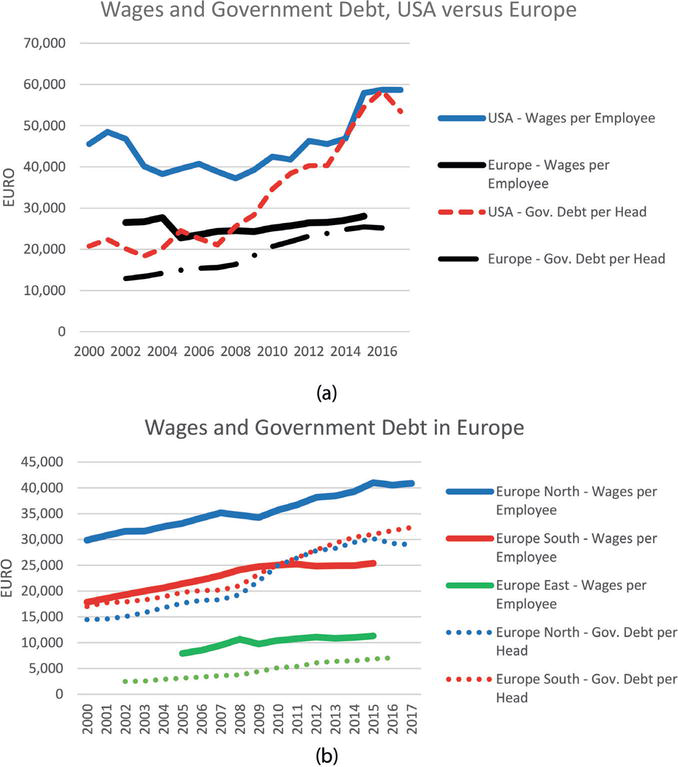 Wages and Government Debt, USA versus Europe
70,000
60,000
50,000
40,000
30,000
20,000
10,000
0
EURO
2000 2002 2004 2006 2008 2010 2012 2014 2016
USA - Wages per Employee
Europe - Wages per
Employee
USA - Gov. Debt per Head
Europe - Gov. Debt per Head
(a)
Wages and Government Debt in Europe
45,000
40,000
35,000
30,000
25,000
20,000
15,000
10,000
5,000
0
EURO
2000 2001 2002 2003 2004 2005 2006 2007 2008 2009 2010 2011 2012 2013 2014 2015 2016 2017
Europe North - Wages per
Employee
Europe South - Wages per
Employee
Europe East - Wages per
Employee
Europe North - Gov. Debt per
Head
Europe South - Gov. Debt per
Head
(b)